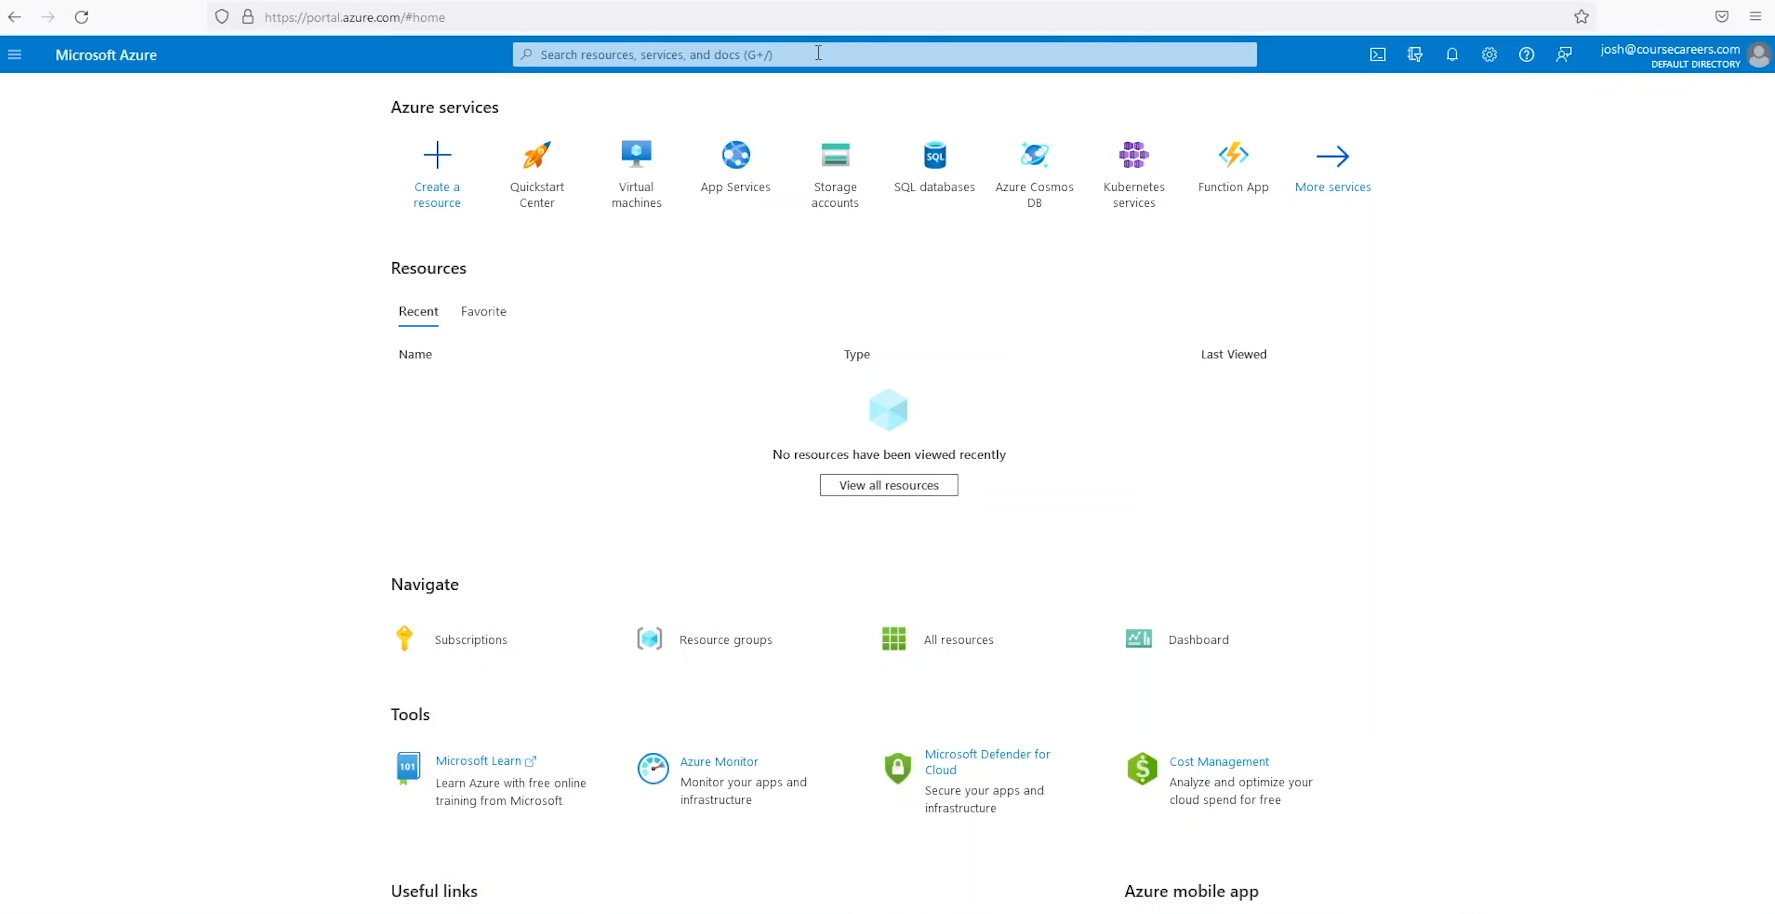 https://portal.azure.com/#home
Microsoft Azure
Search resources, services, and docs (G+/)
josh@coursecareers.com
DEFAULT DIRECTORY
Azure services
Create a
resource
Quickstart
Center
Virtual
machines
App Services
Storage
accounts
SQL
SQL databases
Azure Cosmos
DB
Kubernetes
services
Function App
More services
Resources
Recent
Favorite
Name
Type
Last Viewed
No resources have been viewed recently
View all resources
Navigate
Subscriptions
Resource groups
All resources
Dashboard
Tools
101
Microsoft Learn
Learn Azure with free online
training from Microsoft
Azure Monitor
Monitor your apps and
infrastructure
Microsoft Defender for
Cloud
Secure your apps and
infrastructure
Cost Management
Analyze and optimize your
cloud spend for free
Useful links
Azure mobile app